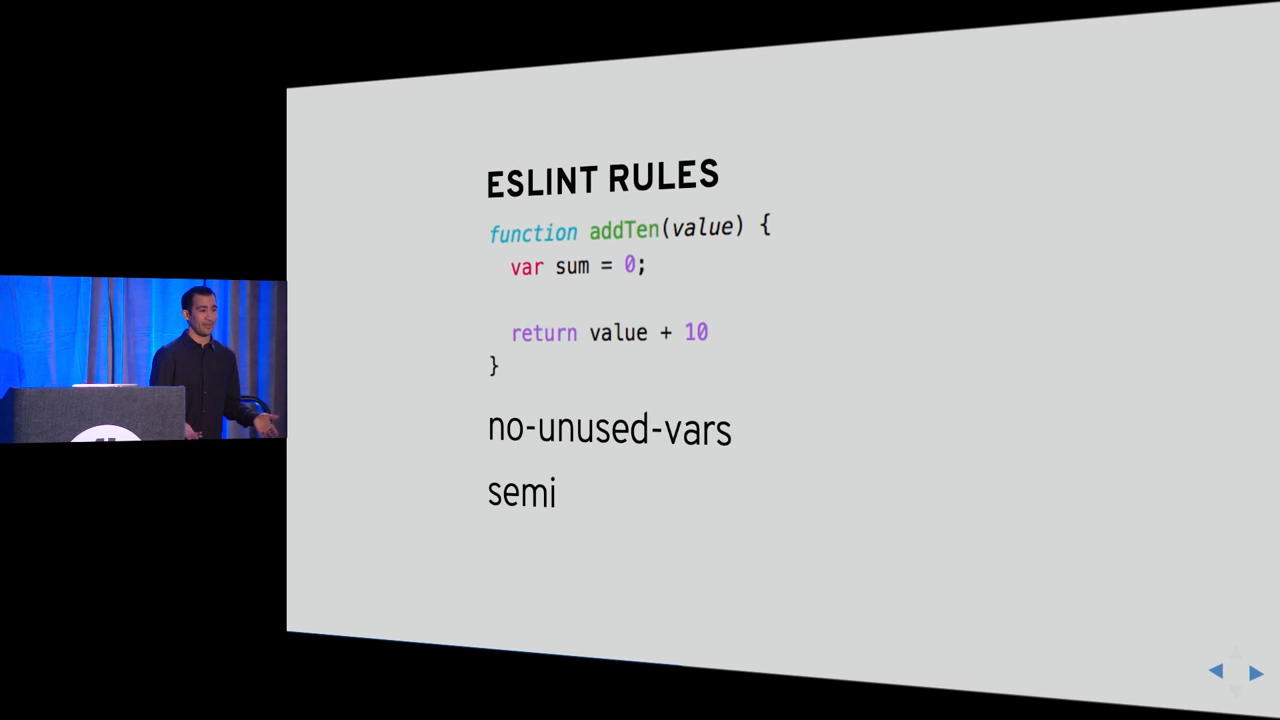 ESLINT RULES
function addTen(value) {
  var sum = 0;
  return value + 10
}
no-unused-vars
semi